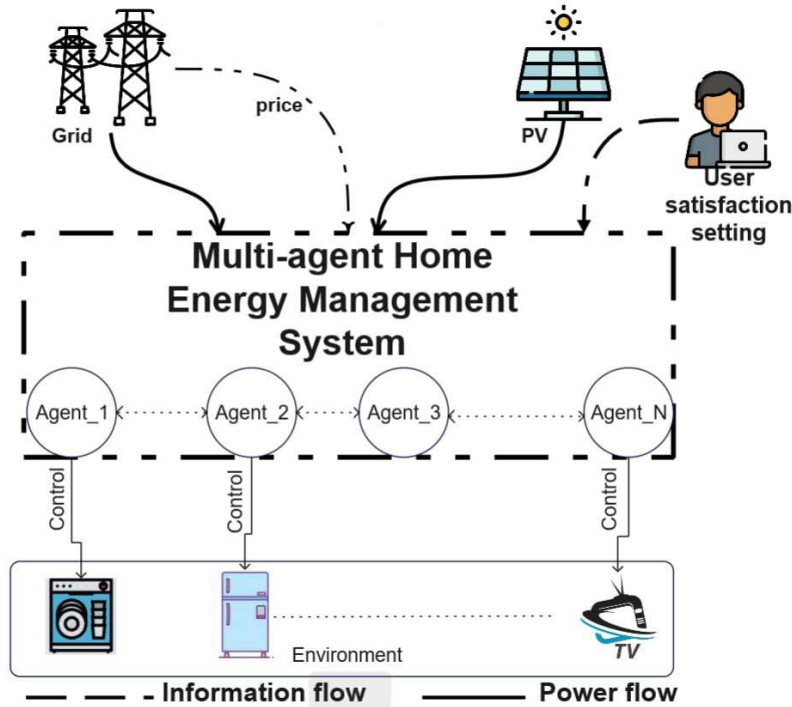 price
Grid
PV
User
satisfaction
setting
Multi-agent Home
Energy Management
System
Agent_1
Agent_2
Agent_3
Agent_N
Control
Control
Control
TV
Environment
Information flow
Power flow